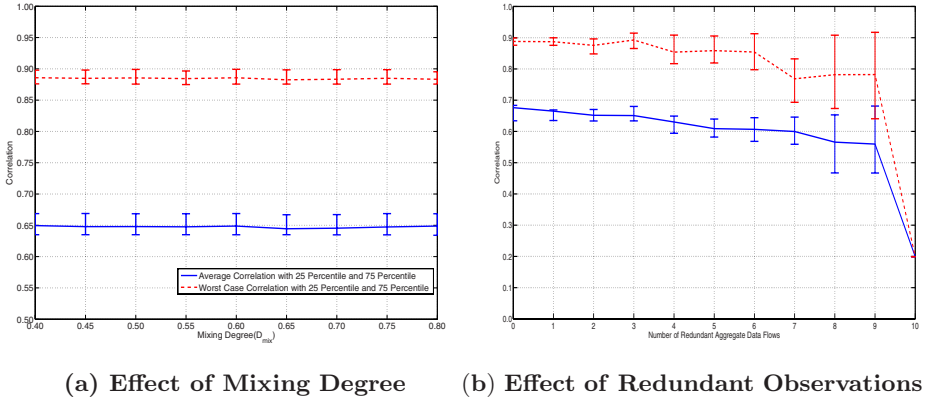 1.00
0.95
0.90
0.85
0.80
0.75
0.70
0.65
0.60
0.55
0.50
Correlation
0.40 0.45 0.50 0.55 0.60 0.65 0.70 0.75 0.80
Mixing Degree(D_mix)
Average Correlation with 25 Percentile and 75 Percentile
Worst Case Correlation with 25 Percentile and 75 Percentile
1.0
0.9
0.8
0.7
0.6
0.5
0.4
0.3
0.2
0.1
0.0
Correlation
0 1 2 3 4 5 6 7 8 9 10
Number of Redundant Aggregate Data Flows
(a) Effect of Mixing Degree
(b) Effect of Redundant Observations